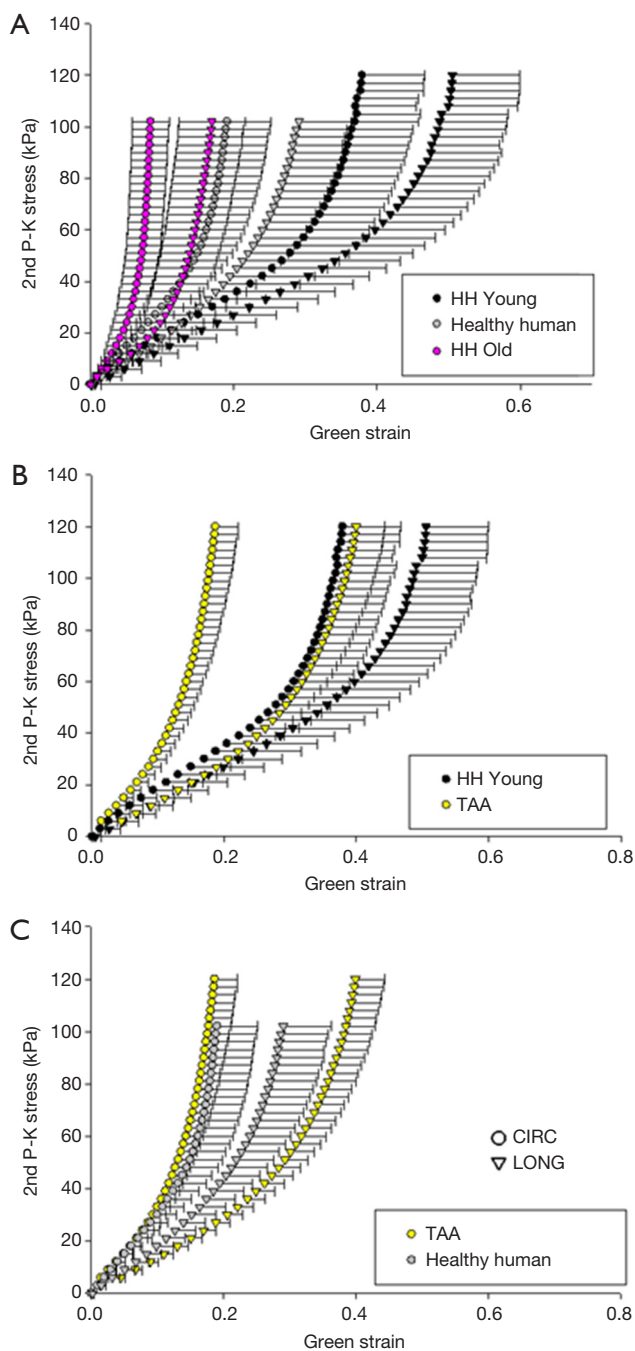 A
140
120
100
80
60
40
20
0
2nd P-K stress (kPa)
0.0 0.2 0.4 0.6
Green strain
HH Young
Healthy human
HH Old
B
140
120
100
80
60
40
20
0
2nd P-K stress (kPa)
0.0 0.2 0.4 0.6 0.8
Green strain
HH Young
TAA
C
140
120
100
80
60
40
20
0
2nd P-K stress (kPa)
0.0 0.2 0.4 0.6 0.8
Green strain
CIRC
LONG
TAA
Healthy human